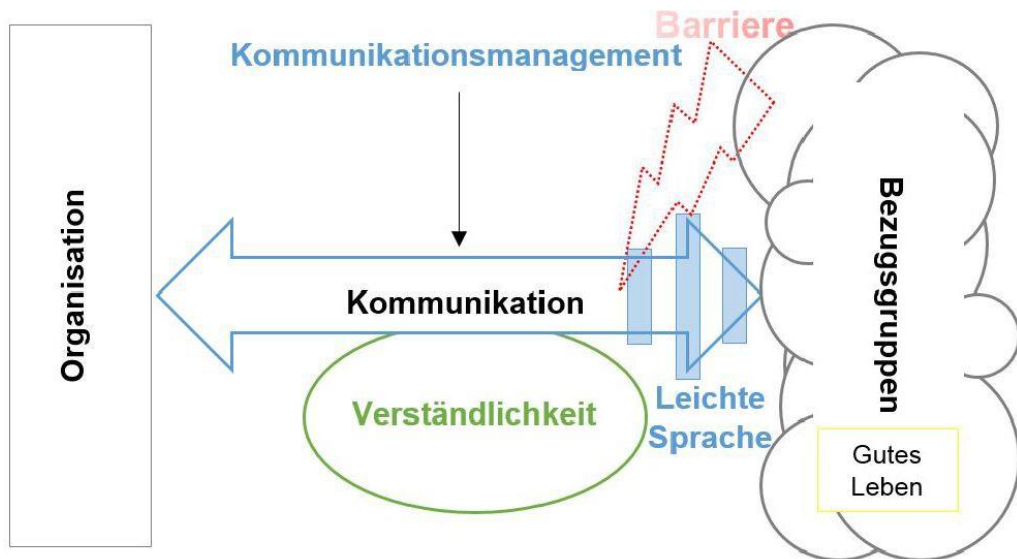 Barriere
Kommunikationsmanagement
Organisation
Kommunikation
Bezugsgruppen
Verständlichkeit
Leichte
Sprache
Gutes
Leben